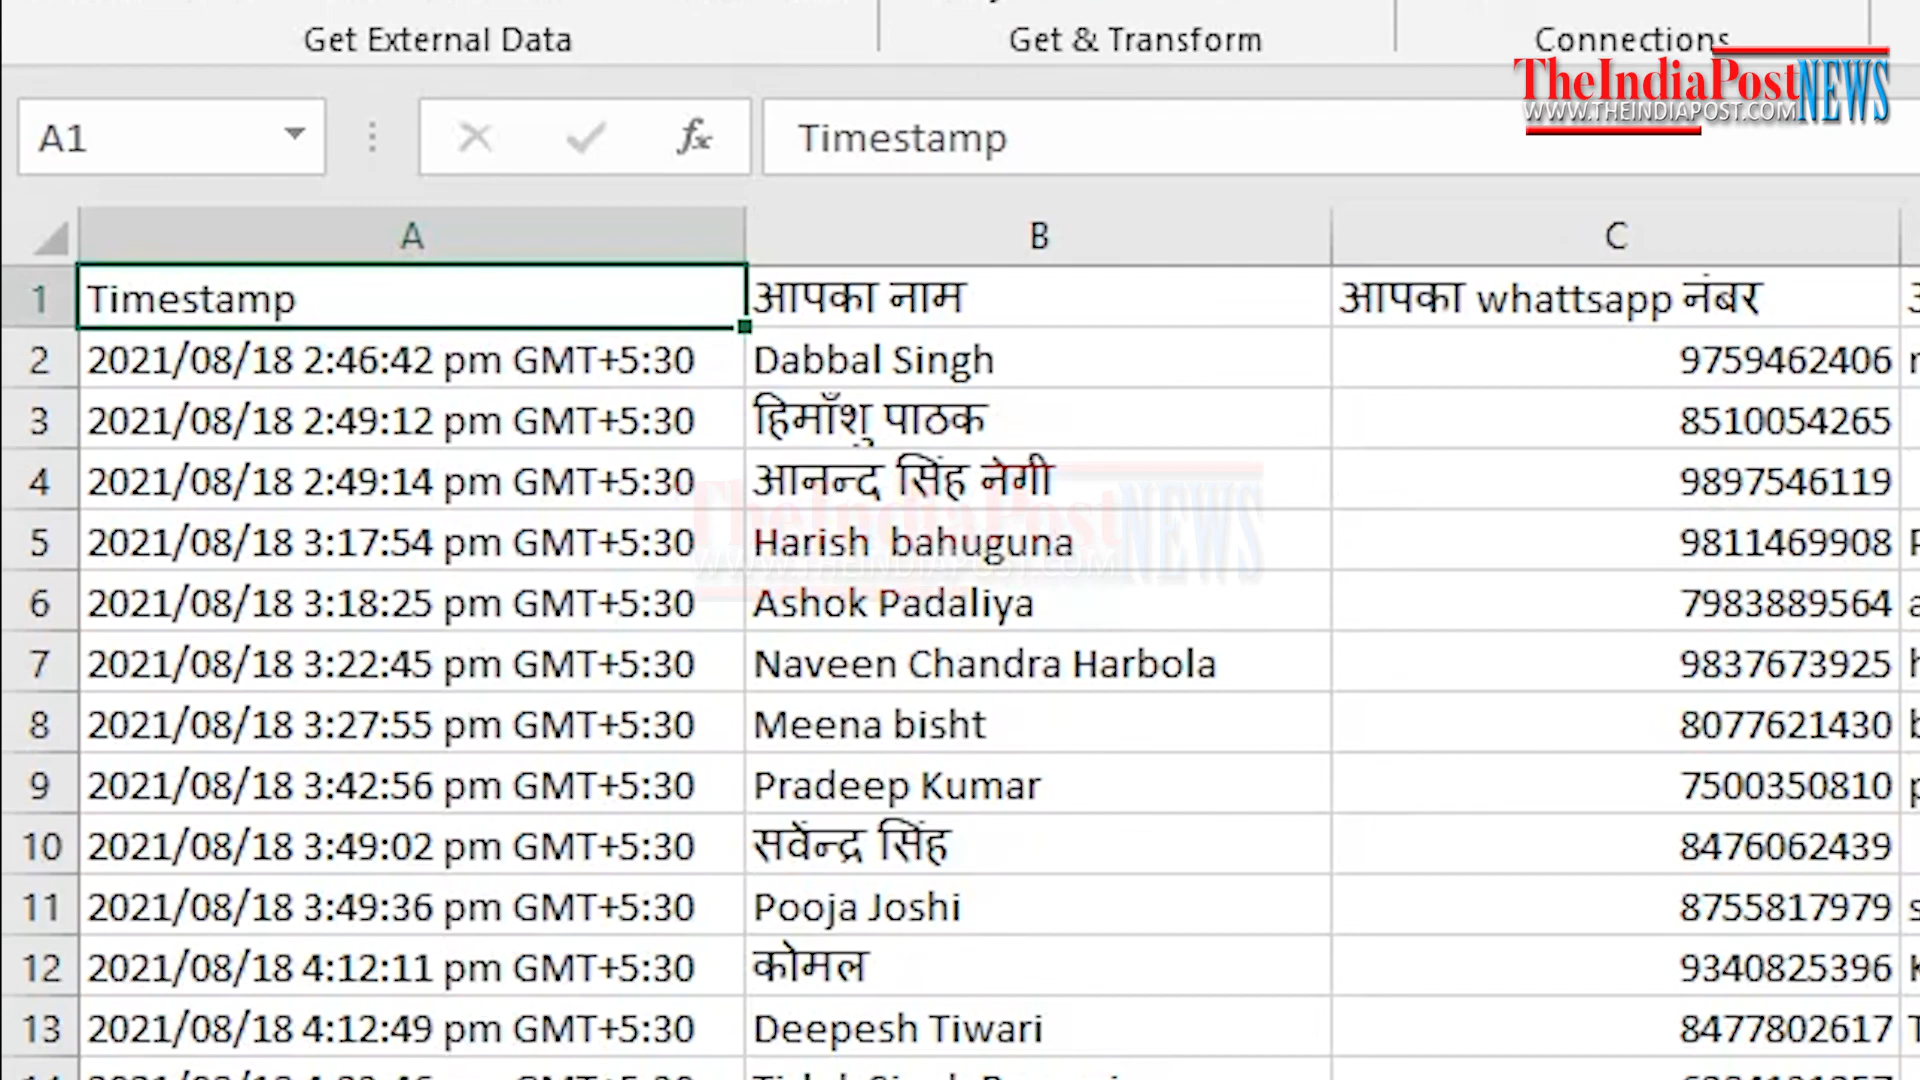 Get External Data Get & Transform Connections
TheIndiaPostNEWS
WWW.THEINDIAPOST.COM
A1 fx Timestamp
A B C
1 Timestamp आपका नाम आपका whattsapp नंबर
2 2021/08/18 2:46:42 pm GMT+5:30 Dabbal Singh 9759462406
3 2021/08/18 2:49:12 pm GMT+5:30 हिमाँशु पाठक 8510054265
4 2021/08/18 2:49:14 pm GMT+5:30 आनन्द सिंह नेगी 9897546119
TheIndiaPostNEWS
WWW.THEINDIAPOST.COM
5 2021/08/18 3:17:54 pm GMT+5:30 Harish bahuguna 9811469908
6 2021/08/18 3:18:25 pm GMT+5:30 Ashok Padaliya 7983889564
7 2021/08/18 3:22:45 pm GMT+5:30 Naveen Chandra Harbola 9837673925
8 2021/08/18 3:27:55 pm GMT+5:30 Meena bisht 8077621430
9 2021/08/18 3:42:56 pm GMT+5:30 Pradeep Kumar 7500350810
10 2021/08/18 3:49:02 pm GMT+5:30 सर्वेन्द्र सिंह 8476062439
11 2021/08/18 3:49:36 pm GMT+5:30 Pooja Joshi 8755817979
12 2021/08/18 4:12:11 pm GMT+5:30 कोमल 9340825396
13 2021/08/18 4:12:49 pm GMT+5:30 Deepesh Tiwari 8477802617